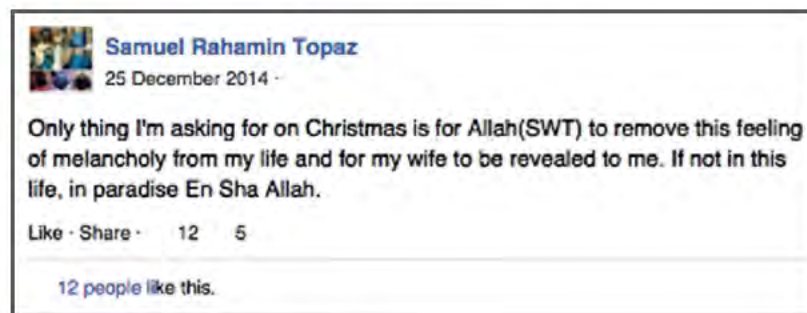 Samuel Rahamin Topaz
25 December 2014 ·
Only thing I'm asking for on Christmas is for Allah(SWT) to remove this feeling
of melancholy from my life and for my wife to be revealed to me. If not in this
life, in paradise En Sha Allah.
Like · Share · 12 5
12 people like this.